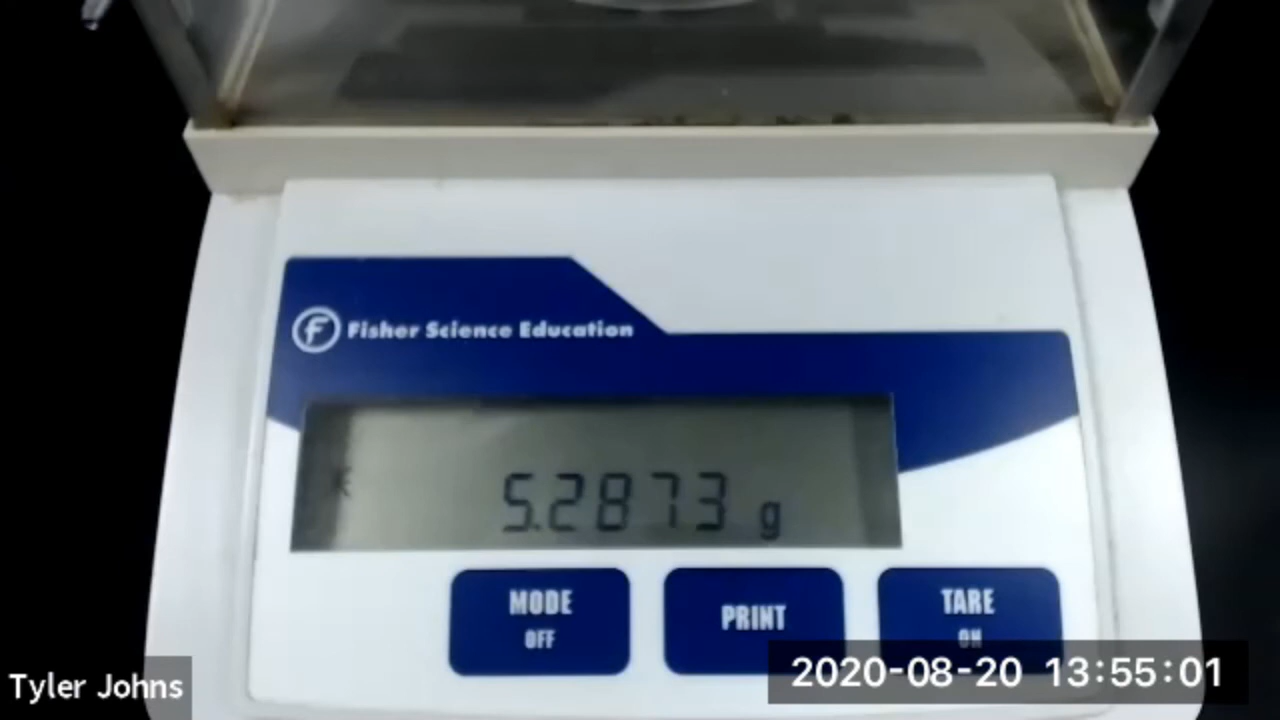 Fisher Science Education
5.2873 g
MODE
OFF
PRINT
TARE
ON
Tyler Johns
2020-08-20 13:55:01